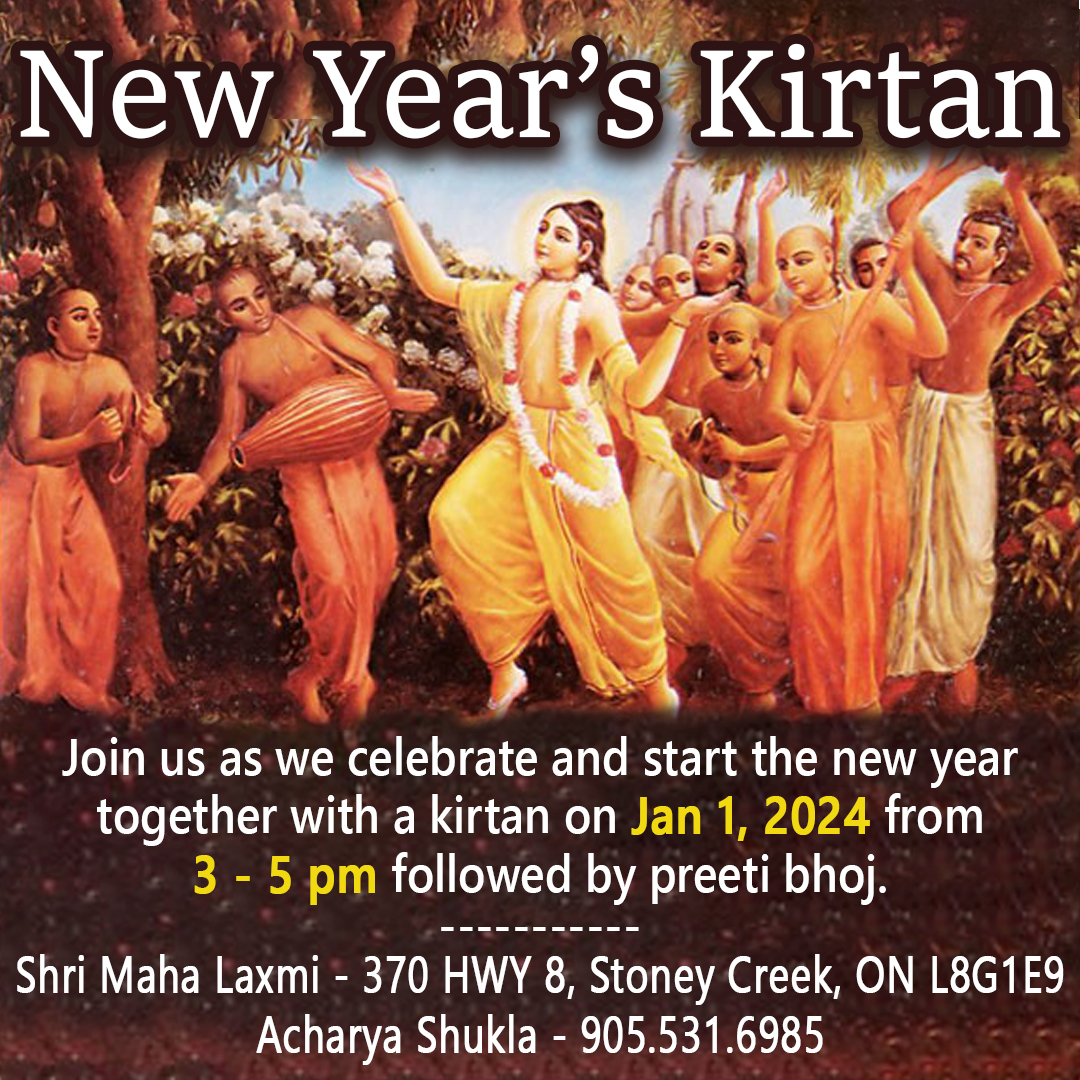 New Year’s Kirtan
Join us as we celebrate and start the new year
together with a kirtan on Jan 1, 2024 from
3 - 5 pm followed by preeti bhoj.
-----------
Shri Maha Laxmi - 370 HWY 8, Stoney Creek, ON L8G1E9
Acharya Shukla - 905.531.6985